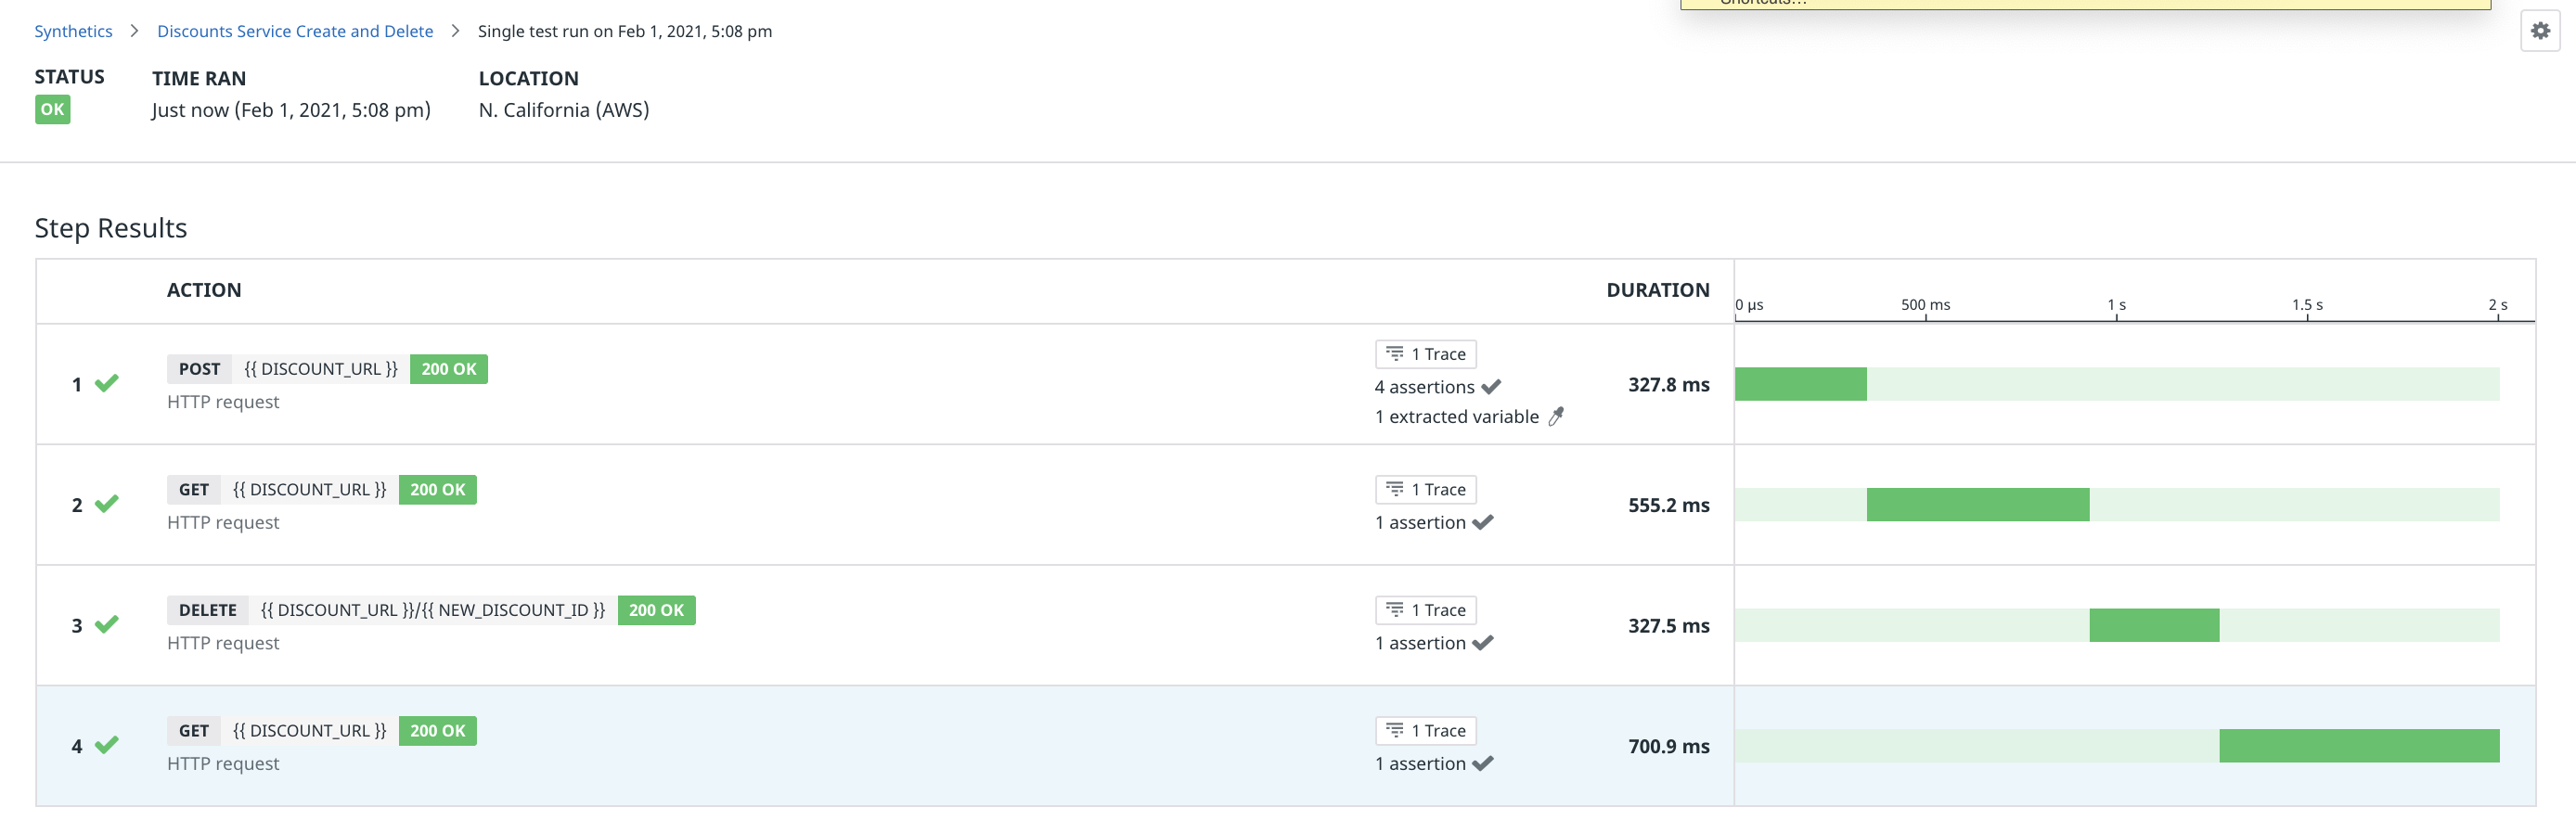 Shortcuts...
Synthetics > Discounts Service Create and Delete > Single test run on Feb 1, 2021, 5:08 pm
STATUS TIME RAN LOCATION
OK Just now (Feb 1, 2021, 5:08 pm) N. California (AWS)
Step Results
ACTION DURATION
0 µs 500 ms 1 s 1.5 s 2 s
1 POST {{ DISCOUNT_URL }} 200 OK
HTTP request
1 Trace
4 assertions
1 extracted variable
327.8 ms
2 GET {{ DISCOUNT_URL }} 200 OK
HTTP request
1 Trace
1 assertion
555.2 ms
3 DELETE {{ DISCOUNT_URL }}/{{ NEW_DISCOUNT_ID }} 200 OK
HTTP request
1 Trace
1 assertion
327.5 ms
4 GET {{ DISCOUNT_URL }} 200 OK
HTTP request
1 Trace
1 assertion
700.9 ms